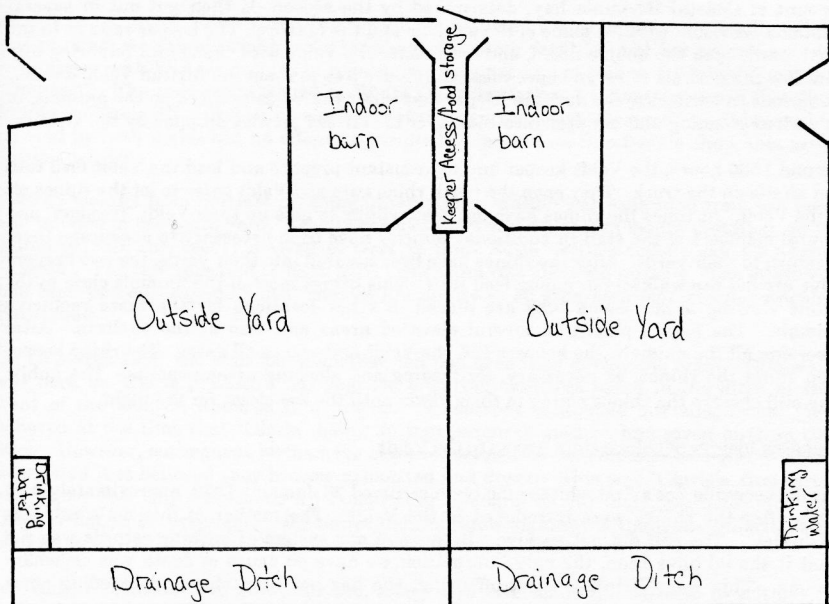 Indoor
barn
Keeper Access/food storage
Indoor
barn
Outside Yard
Outside Yard
Drinking
water
Drinking
water
Drainage Ditch
Drainage Ditch